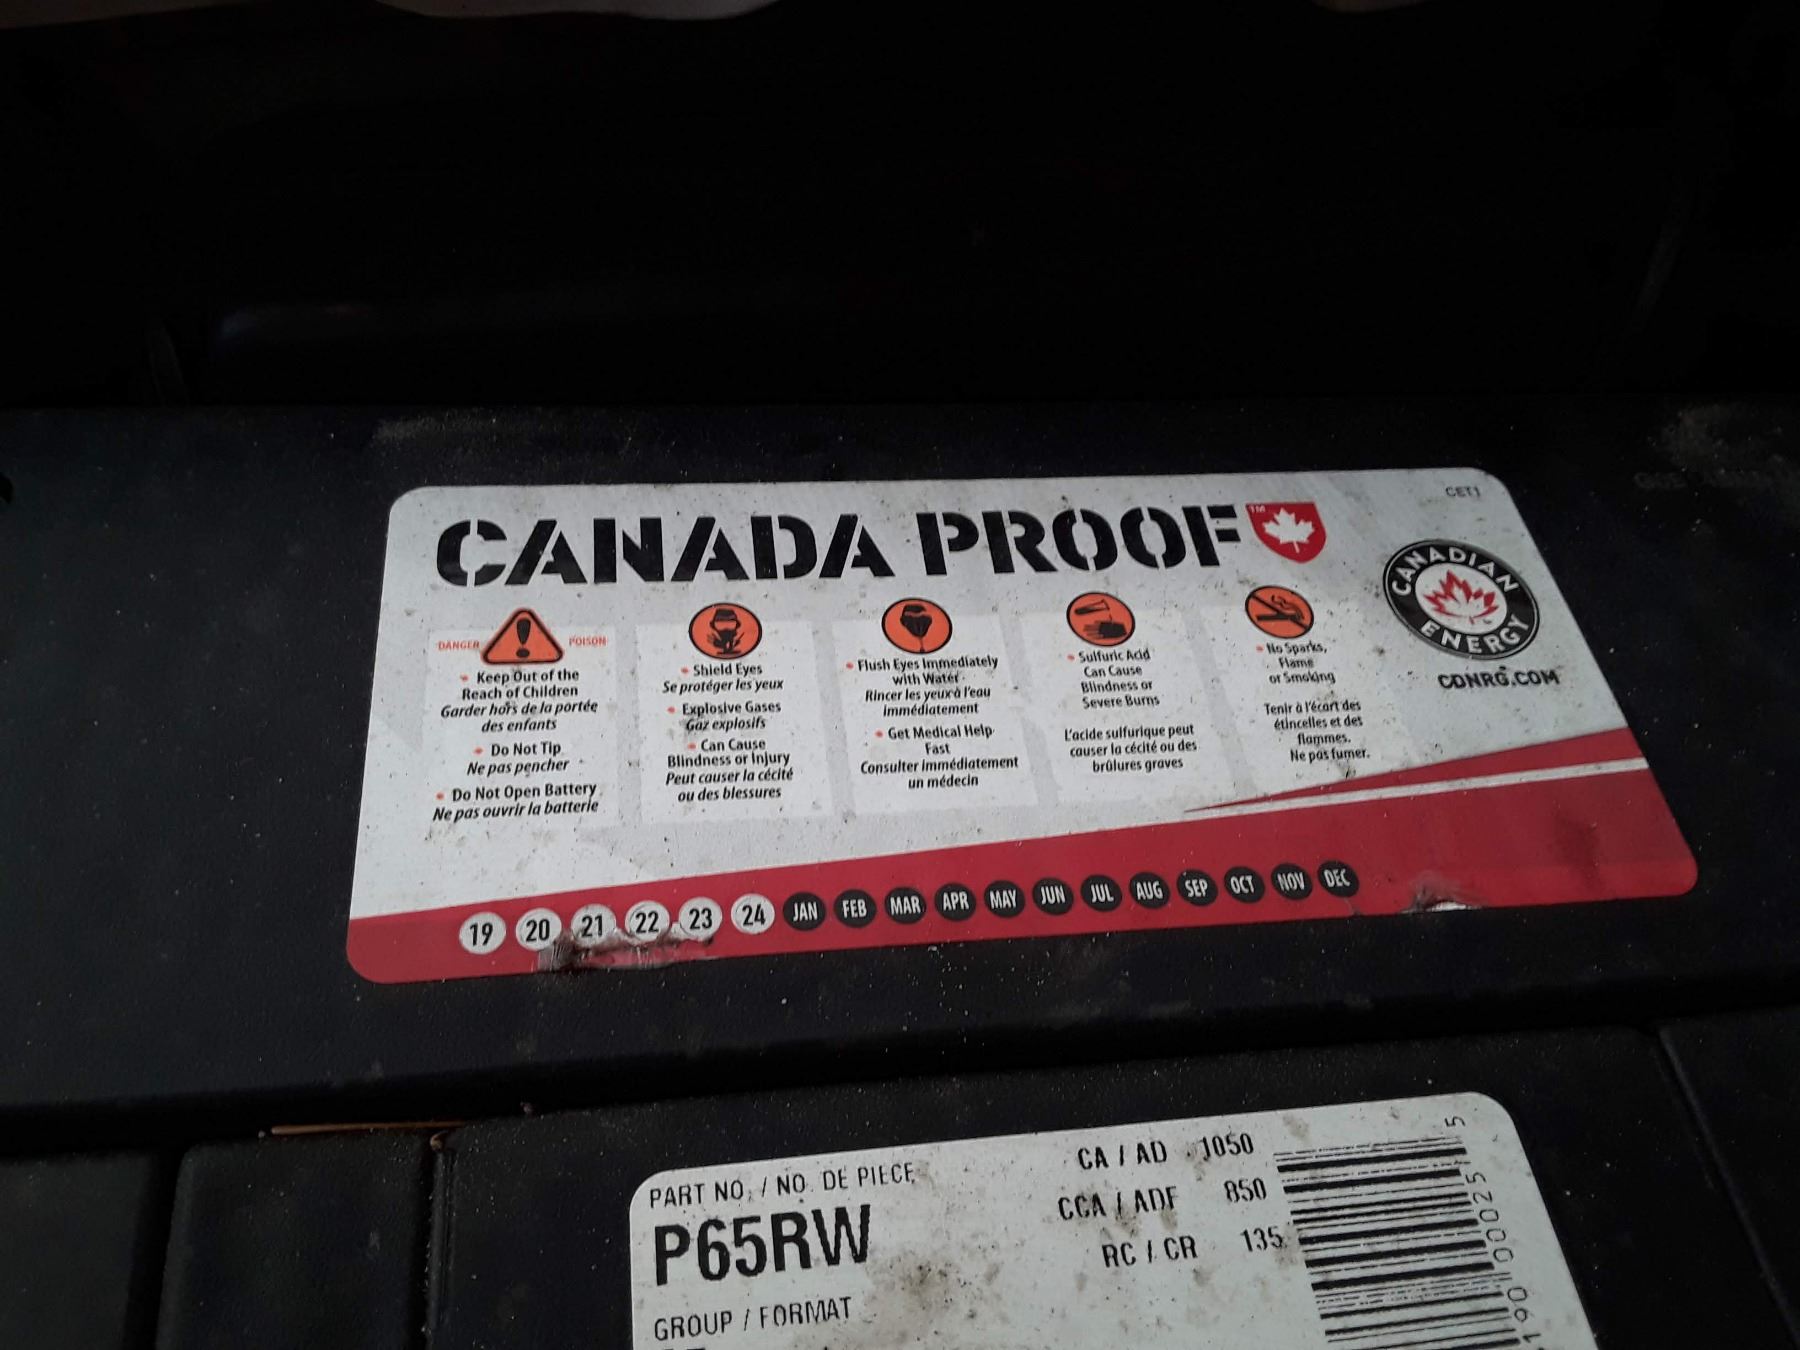 CANADA PROOF
TM
CET1
CANADIAN
ENERGY
CDNRG.COM
DANGER
POISON
Keep Out of the
Reach of Children
Garder hors de la portée
des enfants
Do Not Tip
Ne pas pencher
Do Not Open Battery
Ne pas ouvrir la batterie
Shield Eyes
Se protéger les yeux
Explosive Gases
Gaz explosifs
Can Cause
Blindness or Injury
Peut causer la cécité
ou des blessures
Flush Eyes Immediately
with Water
Rincer les yeux à l'eau
immédiatement
Get Medical Help
Fast
Consulter immédiatement
un médecin
Sulfuric Acid
Can Cause
Blindness or
Severe Burns
L'acide sulfurique peut
causer la cécité ou des
brûlures graves
No Sparks,
Flame
or Smoking
Tenir à l'écart des
étincelles et des
flammes.
Ne pas fumer.
19 20 21 22 23 24 JAN FEB MAR APR MAY JUN JUL AUG SEP OCT NOV DEC
PART NO. / NO. DE PIECE
P65RW
GROUP / FORMAT
CA / AD 1050
CCA / ADF 850
RC / CR 135
190 00025 5